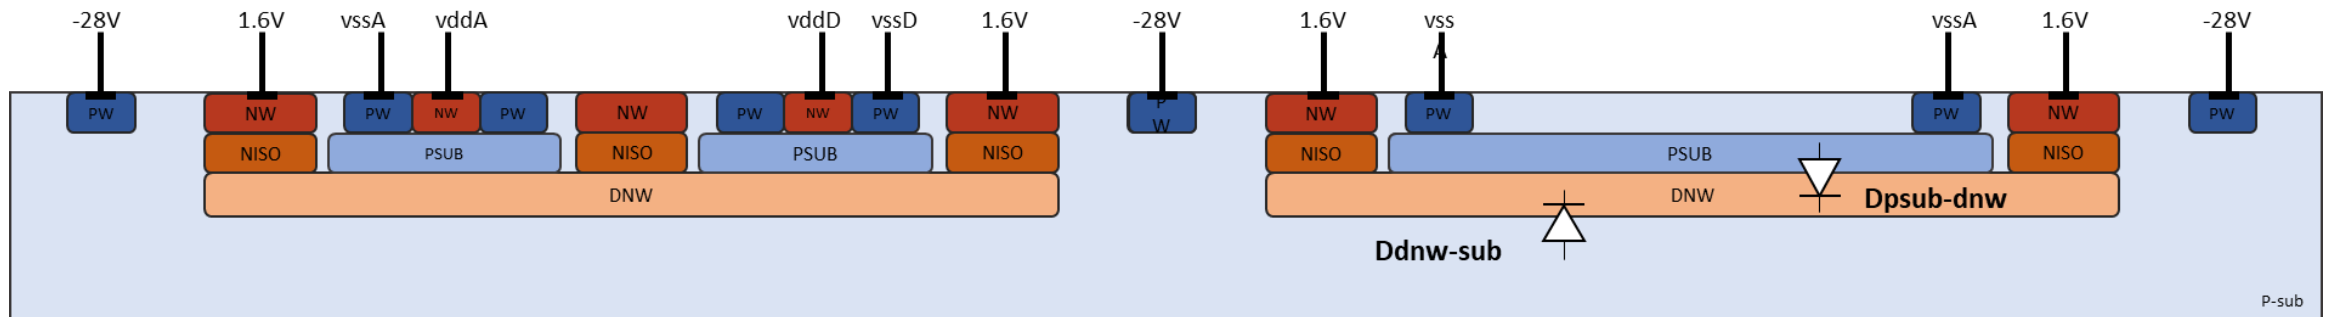 -28V 1.6V vssA vddA vddD vssD 1.6V -28V 1.6V vss vssA 1.6V -28V
A
PW NW PW NW PW NW PW NW PW NW P NW PW PW NW PW
W
NISO PSUB NISO PSUB NISO NISO PSUB NISO
DNW DNW Dpsub-dnw
Ddnw-sub
P-sub